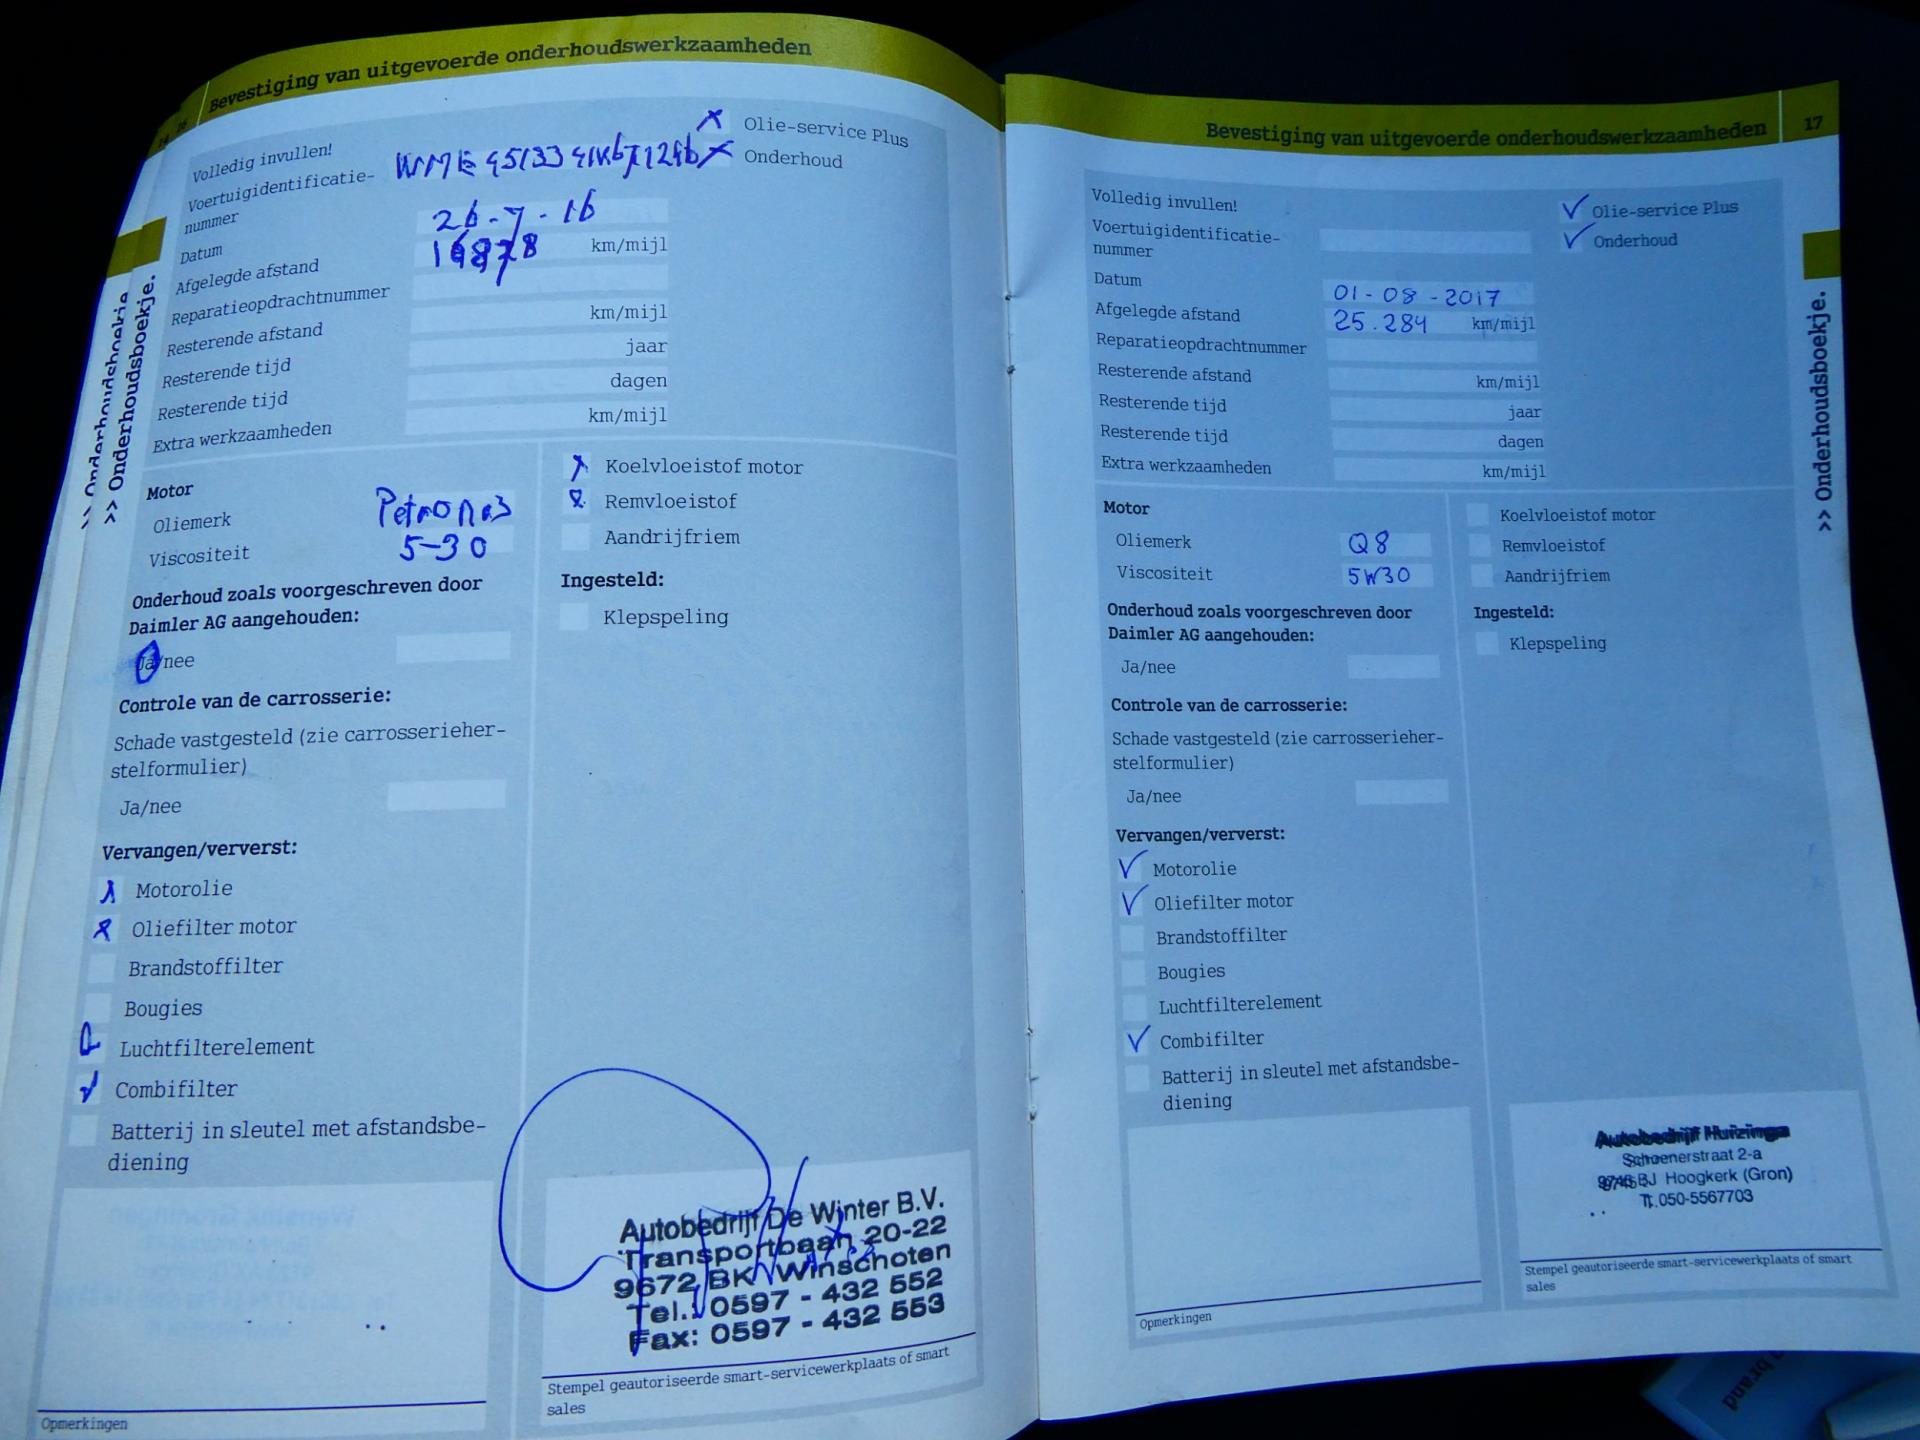 Bevestiging van uitgevoerde onderhoudswerkzaamheden
Volledig invullen!
Olie-service Plus
Voertuigidentificatie-
nummer
Onderhoud
Datum 26-7-16
Afgelegde afstand km/mijl
Reparatieopdrachtnummer
Resterende afstand km/mijl
Resterende tijd jaar
Resterende tijd dagen
Extra werkzaamheden km/mijl
Motor
Oliemerk Petronas
Viscositeit 5-30
Onderhoud zoals voorgeschreven door
Daimler AG aangehouden:
Ja/nee
Controle van de carrosserie:
Schade vastgesteld (zie carrosserieher-
stelformulier)
Ja/nee
Vervangen/ververst:
Motorolie
Oliefilter motor
Brandstoffilter
Bougies
Luchtfilterelement
Combifilter
Batterij in sleutel met afstandsbe-
diening
Opmerkingen
Koelvloeistof motor
Remvloeistof
Aandrijfriem
Ingesteld:
Klepspeling
Autobedrijf De Winter B.V.
Transportbaan 20-22
9672 BK Winschoten
Tel.: 0597 - 432 552
Fax: 0597 - 432 553
Stempel geautoriseerde smart-servicewerkplaats of smart
sales
>> Onderhoudsboekje.
Bevestiging van uitgevoerde onderhoudswerkzaamheden 17
Volledig invullen!
Olie-service Plus
Voertuigidentificatie-
nummer
Onderhoud
Datum 01-08-2017
Afgelegde afstand 25.284 km/mijl
Reparatieopdrachtnummer
Resterende afstand km/mijl
Resterende tijd jaar
Resterende tijd dagen
Extra werkzaamheden km/mijl
Motor
Oliemerk Q8
Viscositeit 5W30
Onderhoud zoals voorgeschreven door
Daimler AG aangehouden:
Ja/nee
Controle van de carrosserie:
Schade vastgesteld (zie carrosserieher-
stelformulier)
Ja/nee
Vervangen/ververst:
Motorolie
Oliefilter motor
Brandstoffilter
Bougies
Luchtfilterelement
Combifilter
Batterij in sleutel met afstandsbe-
diening
Opmerkingen
Koelvloeistof motor
Remvloeistof
Aandrijfriem
Ingesteld:
Klepspeling
Autobedrijf Huizinga
Schoenerstraat 2-a
BJ Hoogkerk (Gron)
050-5567703
Stempel geautoriseerde smart-servicewerkplaats of smart
sales
>> Onderhoudsboekje.
brand